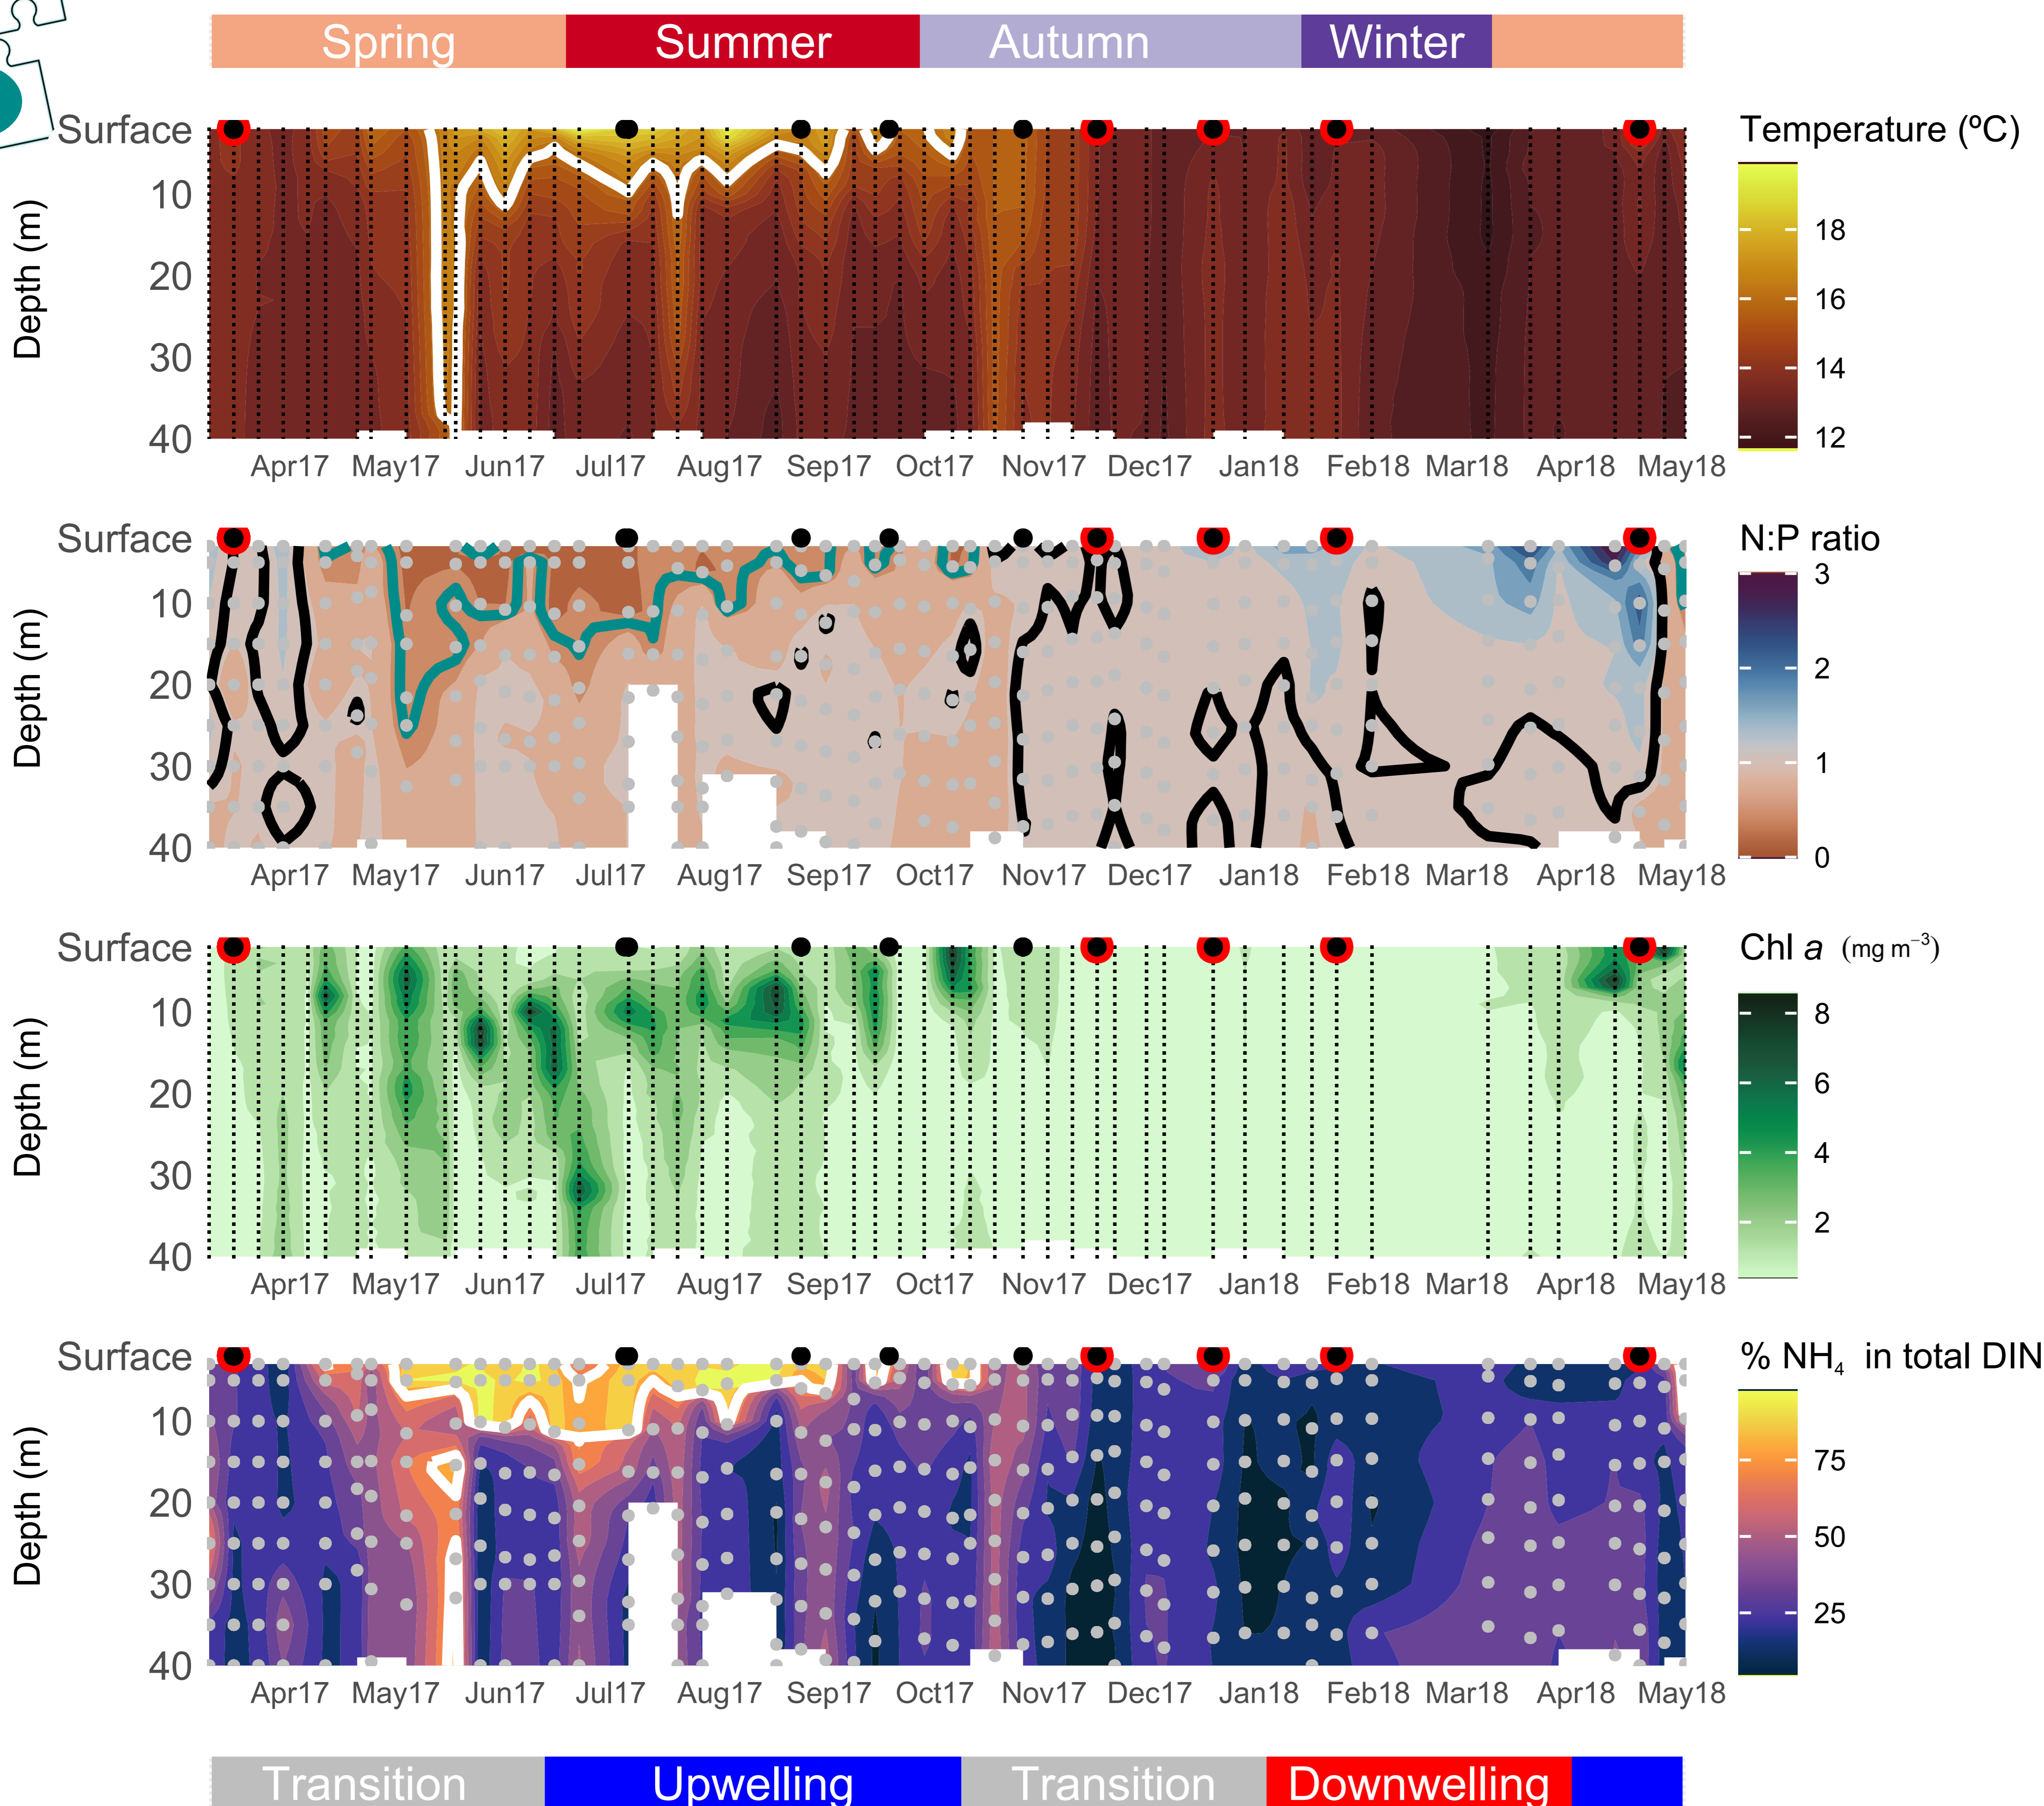 Spring Summer Autumn Winter
Temperature (ºC)
Surface
10
20
30
40
Depth (m)
18
16
14
12
Apr17 May17 Jun17 Jul17 Aug17 Sep17 Oct17 Nov17 Dec17 Jan18 Feb18 Mar18 Apr18 May18
N:P ratio
Surface
10
20
30
40
Depth (m)
3
2
1
0
Apr17 May17 Jun17 Jul17 Aug17 Sep17 Oct17 Nov17 Dec17 Jan18 Feb18 Mar18 Apr18 May18
Chl a (mg m⁻³)
Surface
10
20
30
40
Depth (m)
8
6
4
2
Apr17 May17 Jun17 Jul17 Aug17 Sep17 Oct17 Nov17 Dec17 Jan18 Feb18 Mar18 Apr18 May18
% NH₄ in total DIN
Surface
10
20
30
40
Depth (m)
75
50
25
Apr17 May17 Jun17 Jul17 Aug17 Sep17 Oct17 Nov17 Dec17 Jan18 Feb18 Mar18 Apr18 May18
Transition Upwelling Transition Downwelling